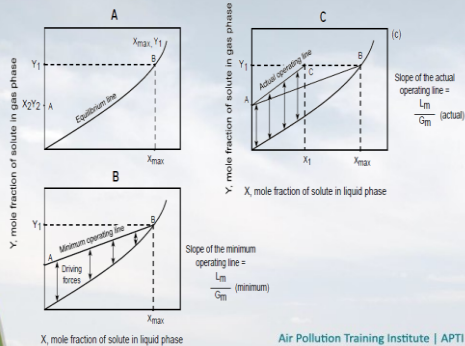 A
Y, mole fraction of solute in gas phase
Xmax, Y1
B
Y1
X2Y2
A
Equilibrium line
Xmax
B
Y1
Minimum operating line
B
A
Driving
forces
Xmax
X, mole fraction of solute in liquid phase
Slope of the minimum
operating line =
Lm
Gm
(minimum)
C
(c)
Y, mole fraction of solute in gas phase
Actual operating line
B
Y1
C
A
X1
Xmax
X, mole fraction of solute in liquid phase
Slope of the actual
operating line =
Lm
Gm
(actual)
Air Pollution Training Institute | APTI